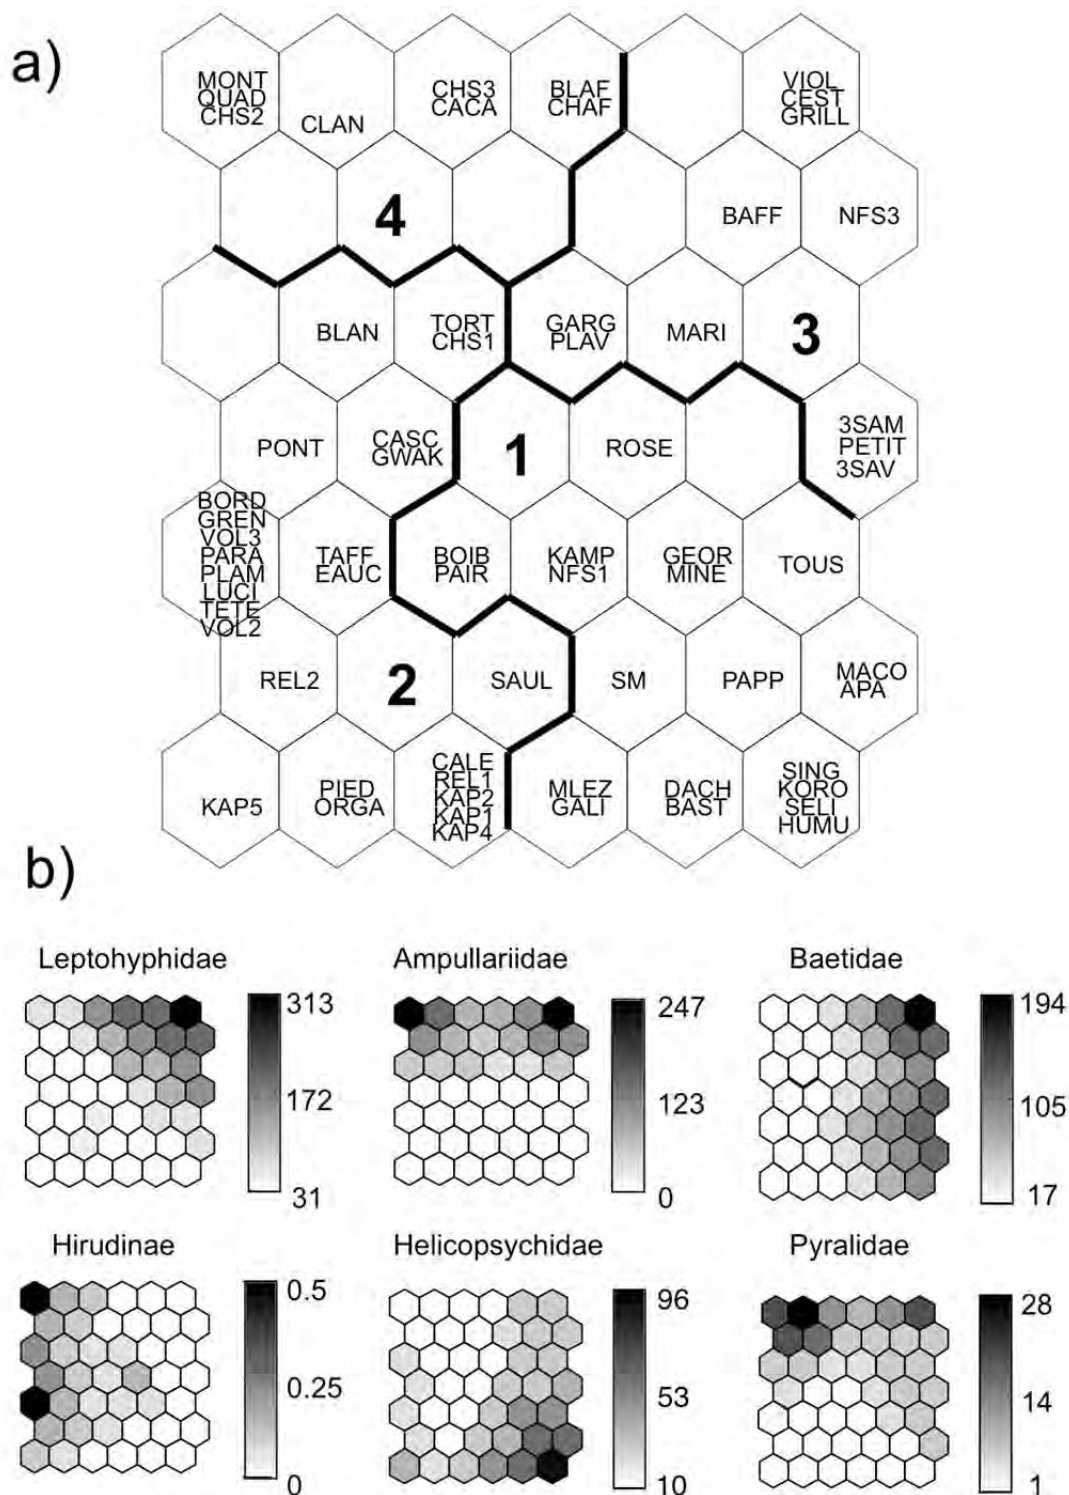 a)
MONT
QUAD
CHS2
CLAN
CHS3
CACA
BLAF
CHAF
VIOL
CEST
GRILL
4
BAFF
NFS3
BLAN
TORT
CHS1
GARG
PLAV
MARI
3
PONT
CASC
GWAK
1
ROSE
3SAM
PETIT
3SAV
BORD
GREN
VOL3
PARA
PLAM
LUCI
TETE
VOL2
TAFF
EAUC
BOIB
PAIR
KAMP
NFS1
GEOR
MINE
TOUS
REL2
2
SAUL
SM
PAPP
MACO
APA
KAP5
PIED
ORGA
CALE
REL1
KAP2
KAP1
KAP4
MLEZ
GALI
DACH
BAST
SING
KORO
SELI
HUMU
b)
Leptohyphidae
313
172
31
Ampullariidae
247
123
0
Baetidae
194
105
17
Hirudinae
0.5
0.25
0
Helicopsychidae
96
53
10
Pyralidae
28
14
1